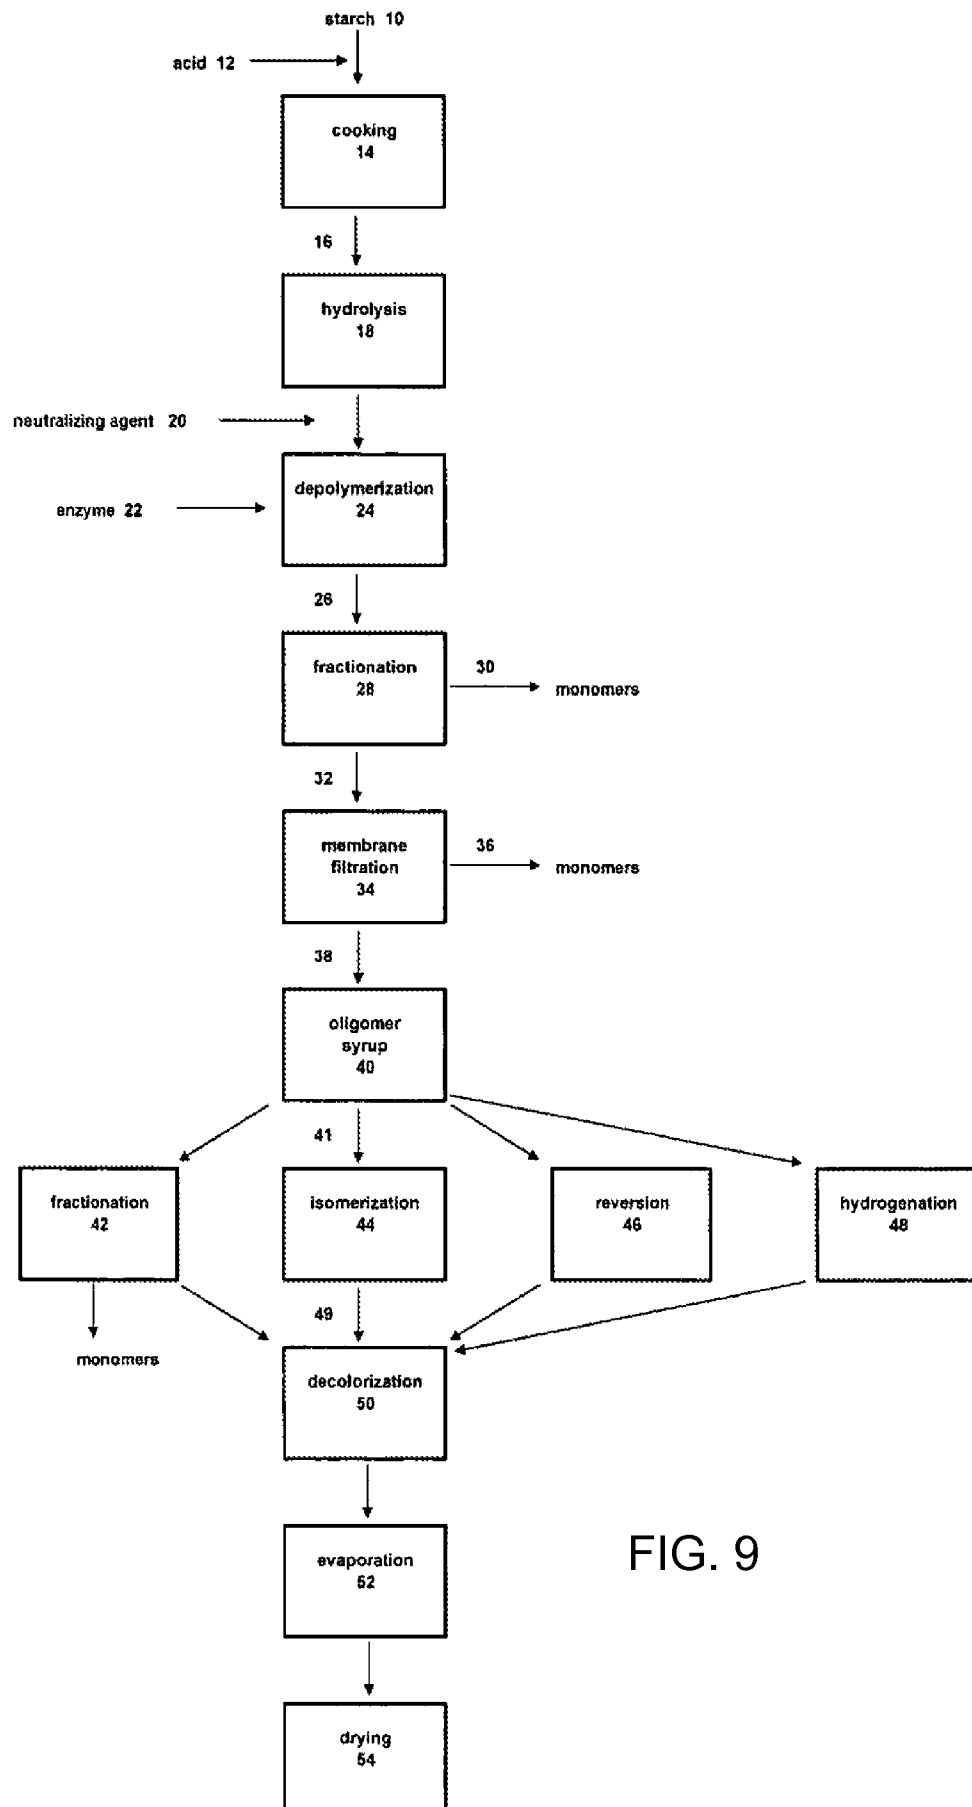 starch 10
acid 12
cooking
14
16
hydrolysis
18
neutralizing agent 20
depolymerization
24
enzyme 22
26
fractionation
28
30
monomers
32
membrane
filtration
34
36
monomers
38
oligomer
syrup
40
41
fractionation
42
isomerization
44
reversion
46
hydrogenation
48
49
monomers
decolorization
50
evaporation
52
FIG. 9
drying
54